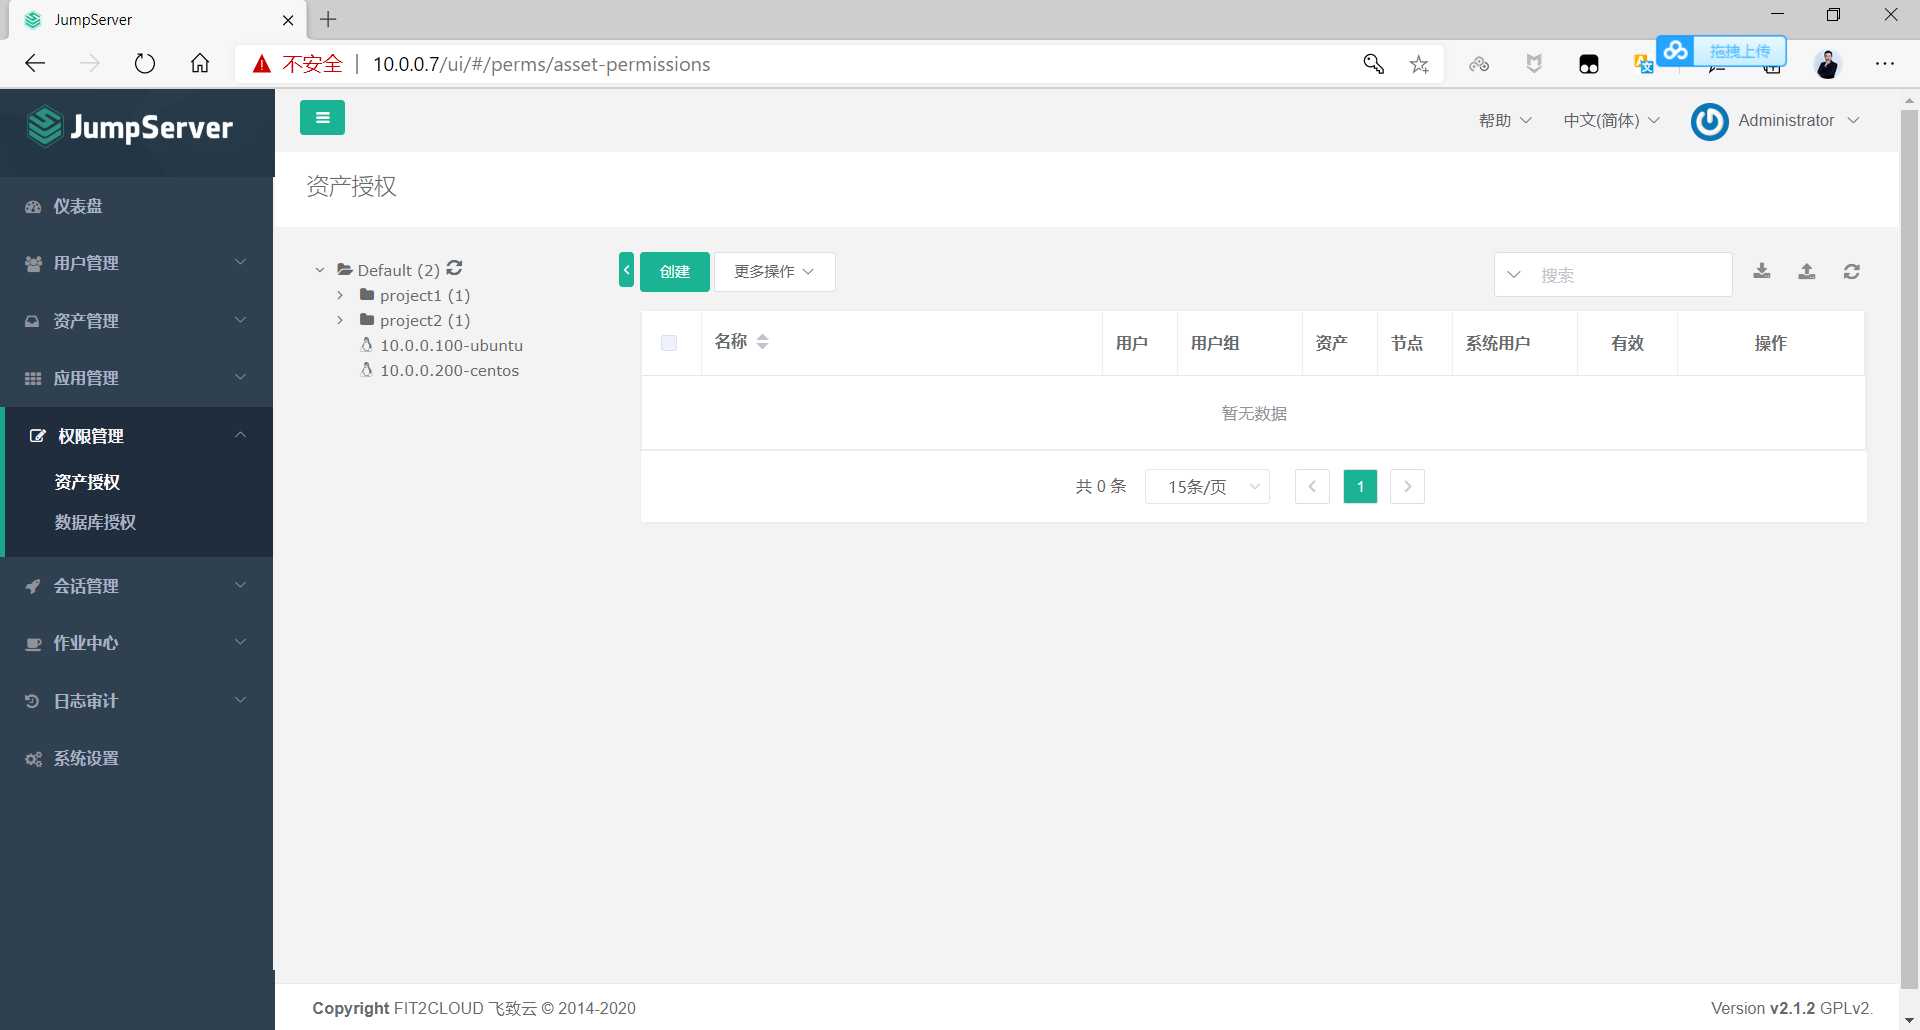 JumpServer
不安全 | 10.0.0.7/ui/#/perms/asset-permissions
拖拽上传
JumpServer
帮助
中文(简体)
Administrator
资产授权
仪表盘
用户管理
资产管理
应用管理
权限管理
资产授权
数据库授权
会话管理
作业中心
日志审计
系统设置
Default (2)
project1 (1)
project2 (1)
10.0.0.100-ubuntu
10.0.0.200-centos
创建 更多操作 搜索
名称 用户 用户组 资产 节点 系统用户 有效 操作
暂无数据
共 0 条 15条/页 1
Copyright FIT2CLOUD 飞致云 © 2014-2020
Version v2.1.2 GPLv2.